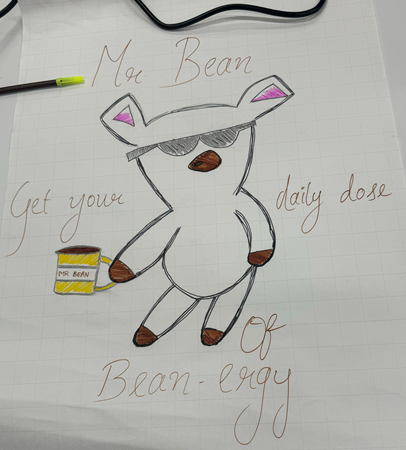 Mr Bean
Get your daily dose
MR BEAN
Of
Bean-ergy